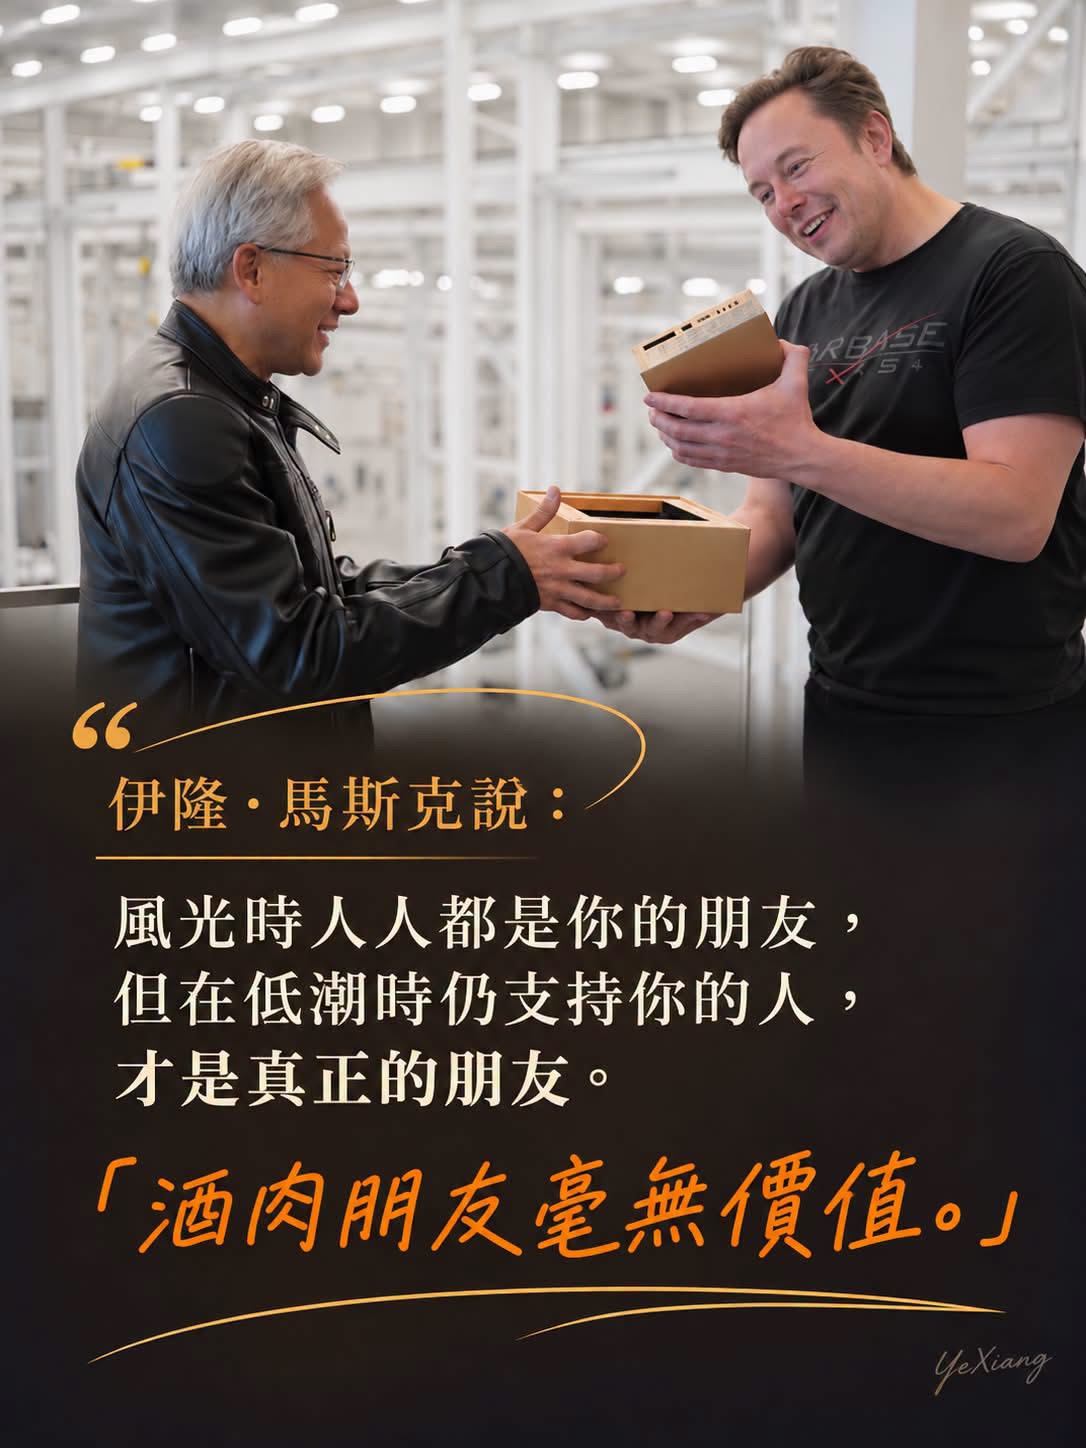 RBASE
X S 4
“
伊隆·馬斯克說：
風光時人人都是你的朋友，
但在低潮時仍支持你的人，
才是真正的朋友。
「酒肉朋友毫無價值。」
YeXiang